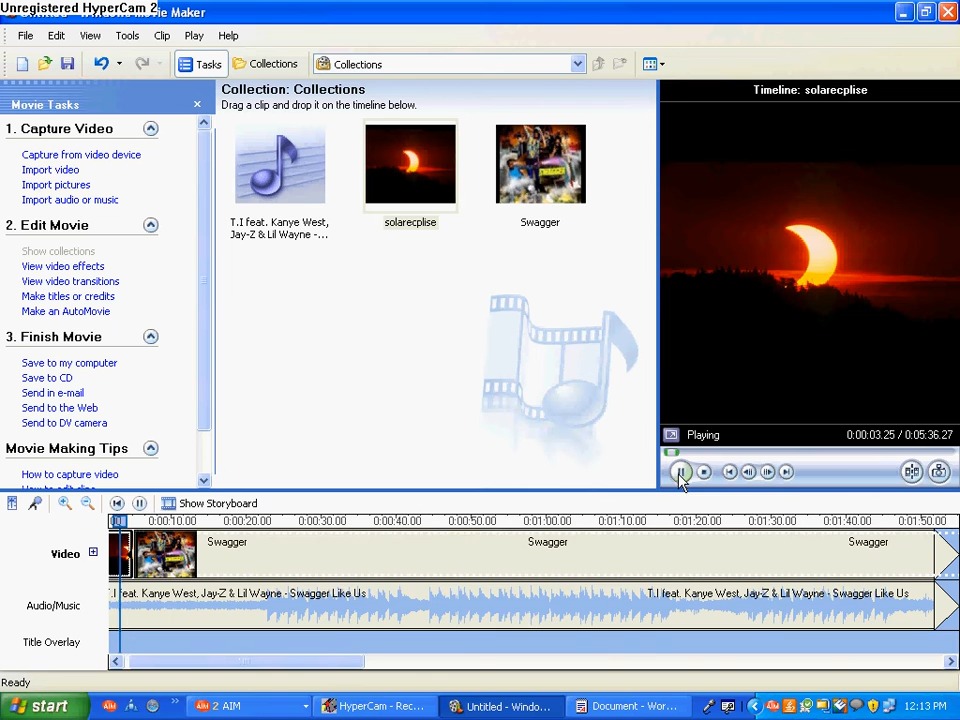 Unregistered HyperCam 2
File Edit View Tools Clip Play Help
Tasks Collections Collections
Movie Tasks
1. Capture Video
Capture from video device
Import video
Import pictures
Import audio or music
2. Edit Movie
Show collections
View video effects
View video transitions
Make titles or credits
Make an AutoMovie
3. Finish Movie
Save to my computer
Save to CD
Send in e-mail
Send to the Web
Send to DV camera
Movie Making Tips
How to capture video
Collection: Collections
Drag a clip and drop it on the timeline below.
T.I feat. Kanye West,
Jay-Z & Lil Wayne -...
solarecplise
Swagger
Timeline: solarecplise
Playing 0:00:03.25 / 0:05:36.27
Show Storyboard
0:00:10.00 0:00:20.00 0:00:30.00 0:00:40.00 0:00:50.00 0:01:00.00 0:01:10.00 0:01:20.00 0:01:30.00 0:01:40.00 0:01:50.00
Video Swagger Swagger Swagger
Audio/Music T.I feat. Kanye West, Jay-Z & Lil Wayne - Swagger Like Us T.I feat. Kanye West, Jay-Z & Lil Wayne - Swagger Like Us
Title Overlay
Ready
start 2 AIM HyperCam - Rec... Untitled - Windo... Document - Wor... 12:13 PM